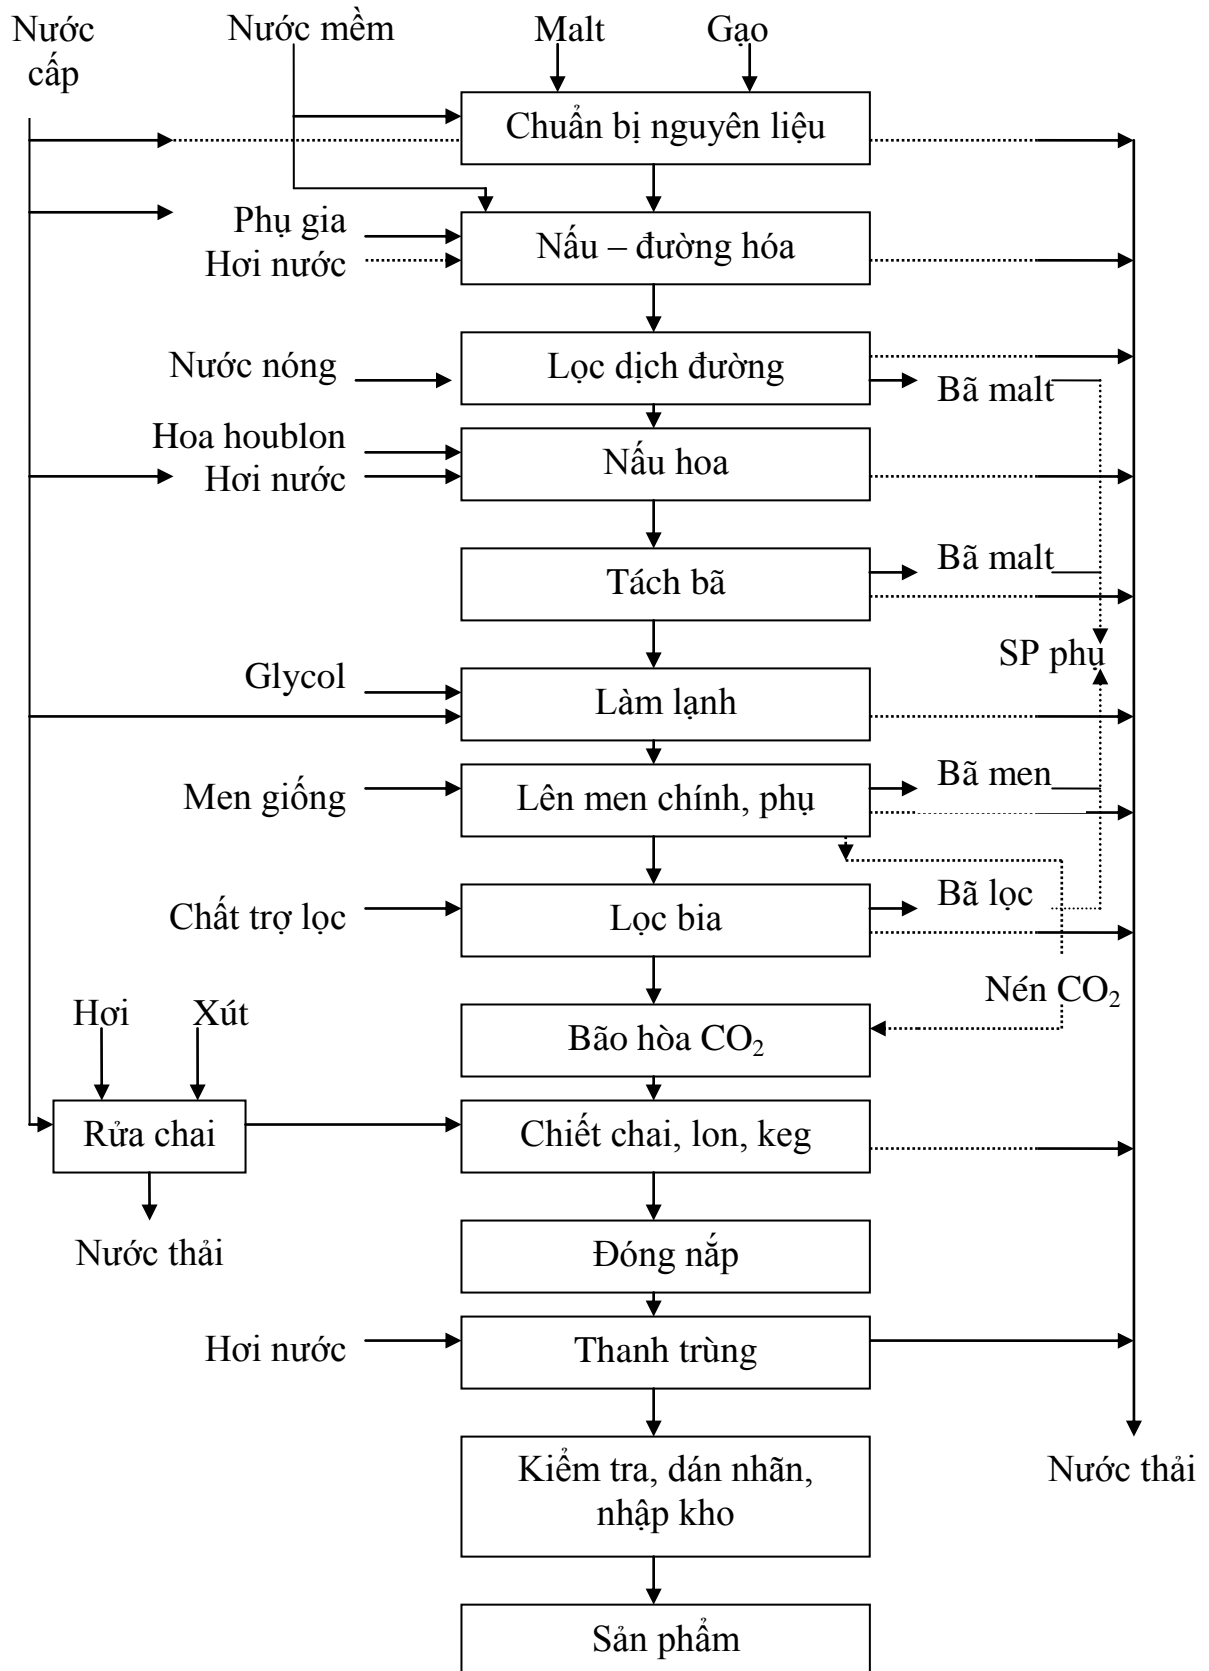 Nước
cấp
Nước mềm
Malt
Gạo
Chuẩn bị nguyên liệu
Phụ gia
Hơi nước
Nấu – đường hóa
Nước nóng
Lọc dịch đường
Bã malt
Hoa houblon
Hơi nước
Nấu hoa
Tách bã
Bã malt
SP phụ
Glycol
Làm lạnh
Men giống
Lên men chính, phụ
Bã men
Chất trợ lọc
Lọc bia
Bã lọc
Nén CO₂
Hơi
Xút
Bão hòa CO₂
Rửa chai
Chiết chai, lon, keg
Nước thải
Đóng nắp
Hơi nước
Thanh trùng
Kiểm tra, dán nhãn,
nhập kho
Nước thải
Sản phẩm